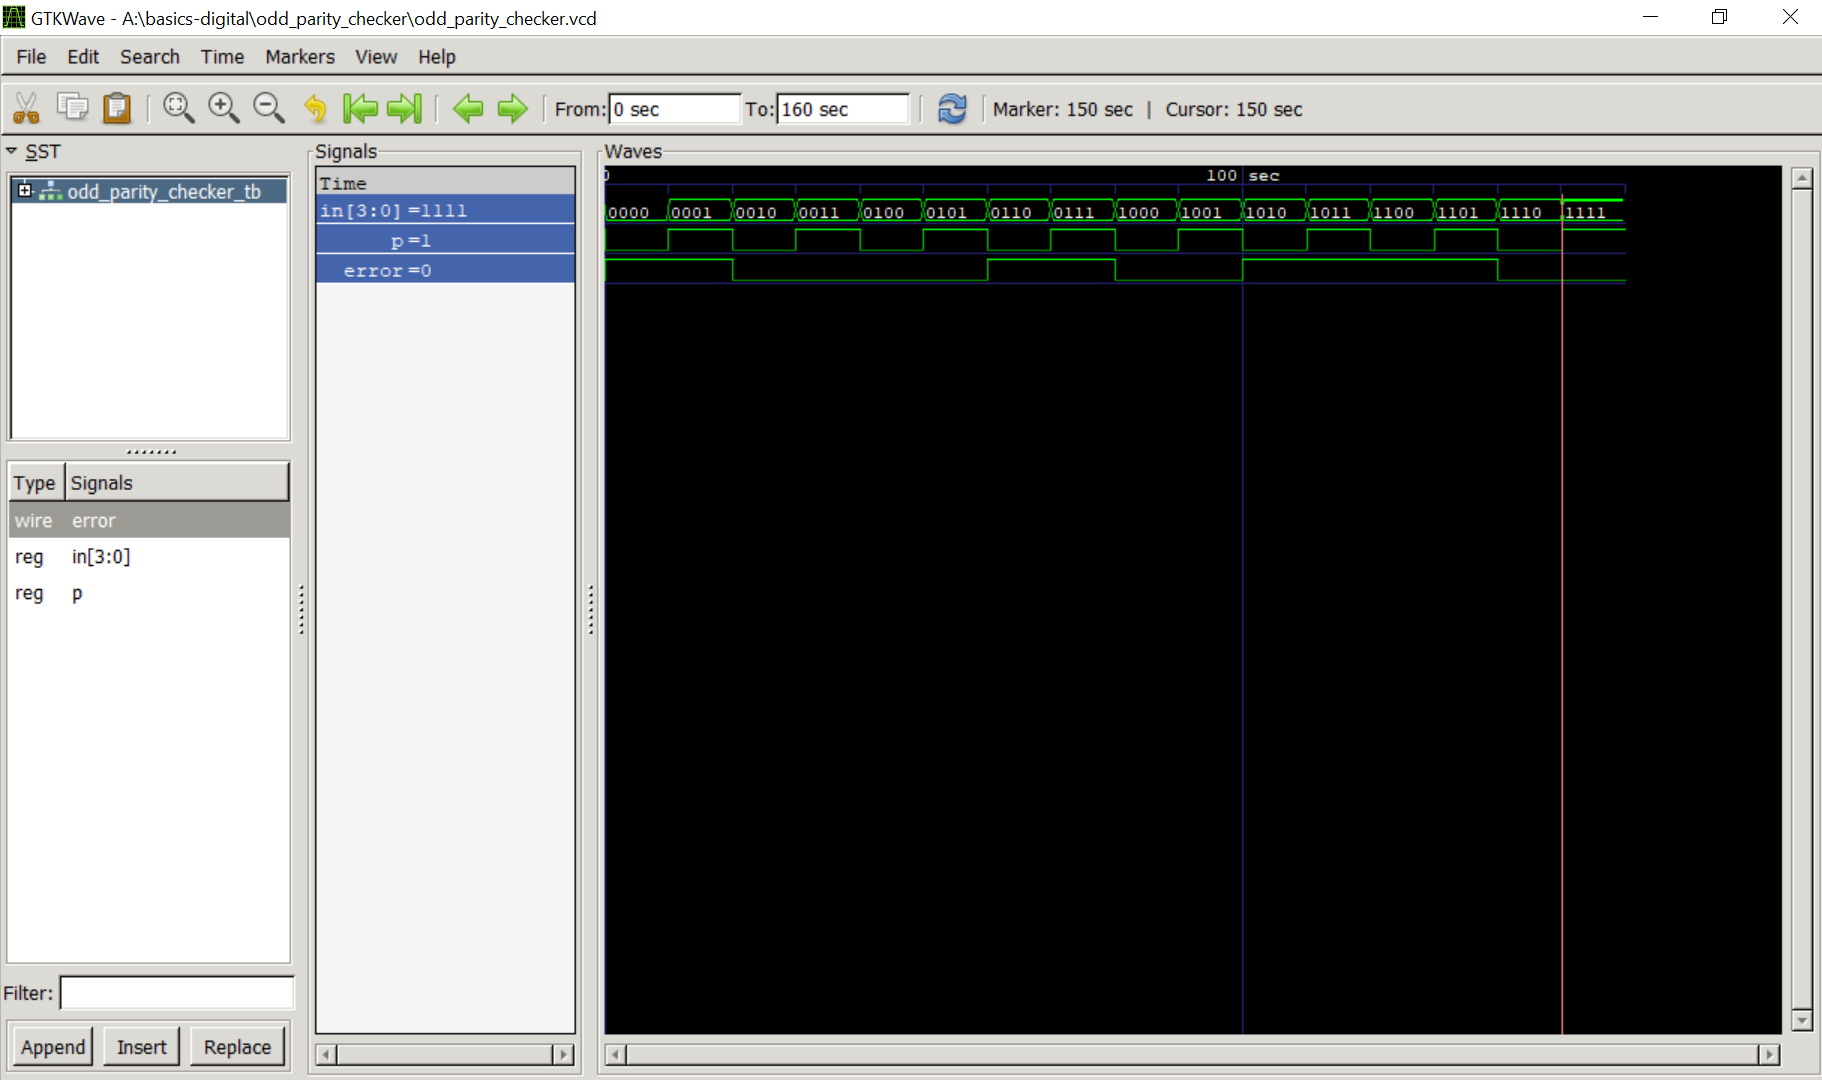 GTKWave - A:\basics-digital\odd_parity_checker\odd_parity_checker.vcd
File Edit Search Time Markers View Help
From: 0 sec To: 160 sec Marker: 150 sec | Cursor: 150 sec
SST
odd_parity_checker_tb
Type Signals
wire error
reg in[3:0]
reg p
Filter:
Append Insert Replace
Signals
Time
in[3:0] =1111
p =1
error =0
Waves
0 100 sec
0000 0001 0010 0011 0100 0101 0110 0111 1000 1001 1010 1011 1100 1101 1110 1111